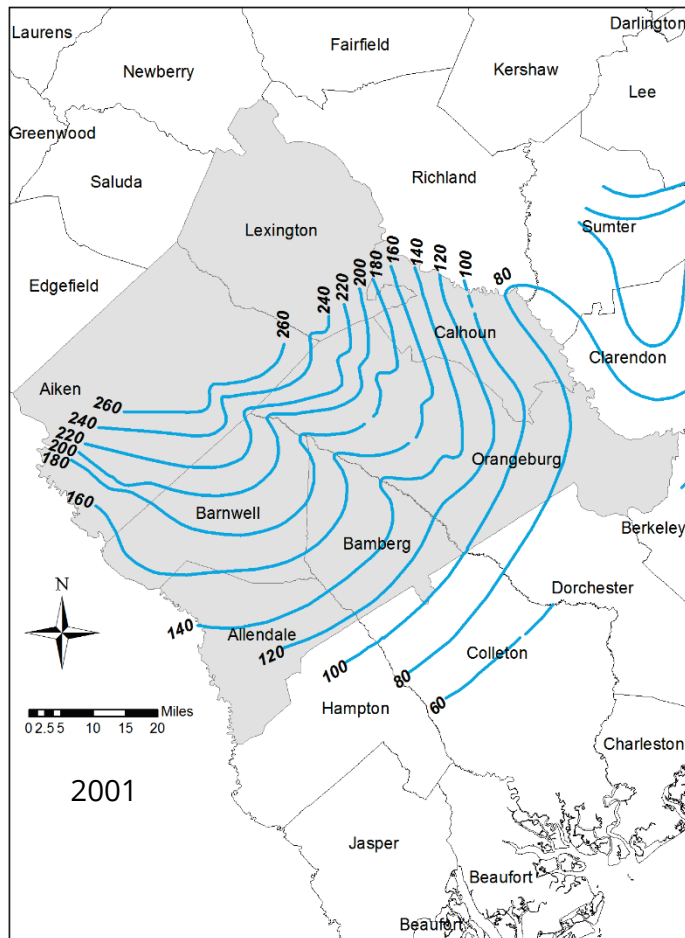 Laurens
Fairfield
Darlington
Newberry
Kershaw
Lee
Greenwood
Saluda
Richland
Sumter
Lexington
Edgefield
260
240
220
200
180
160
140
120
100
80
Calhoun
Clarendon
Aiken
260
240
220
200
180
160
Orangeburg
Barnwell
Bamberg
Berkeley
N
Dorchester
140
Allendale
120
100
80
60
Colleton
Hampton
Miles
0 2.5 5 10 15 20
Charleston
2001
Jasper
Beaufort
Beaufort